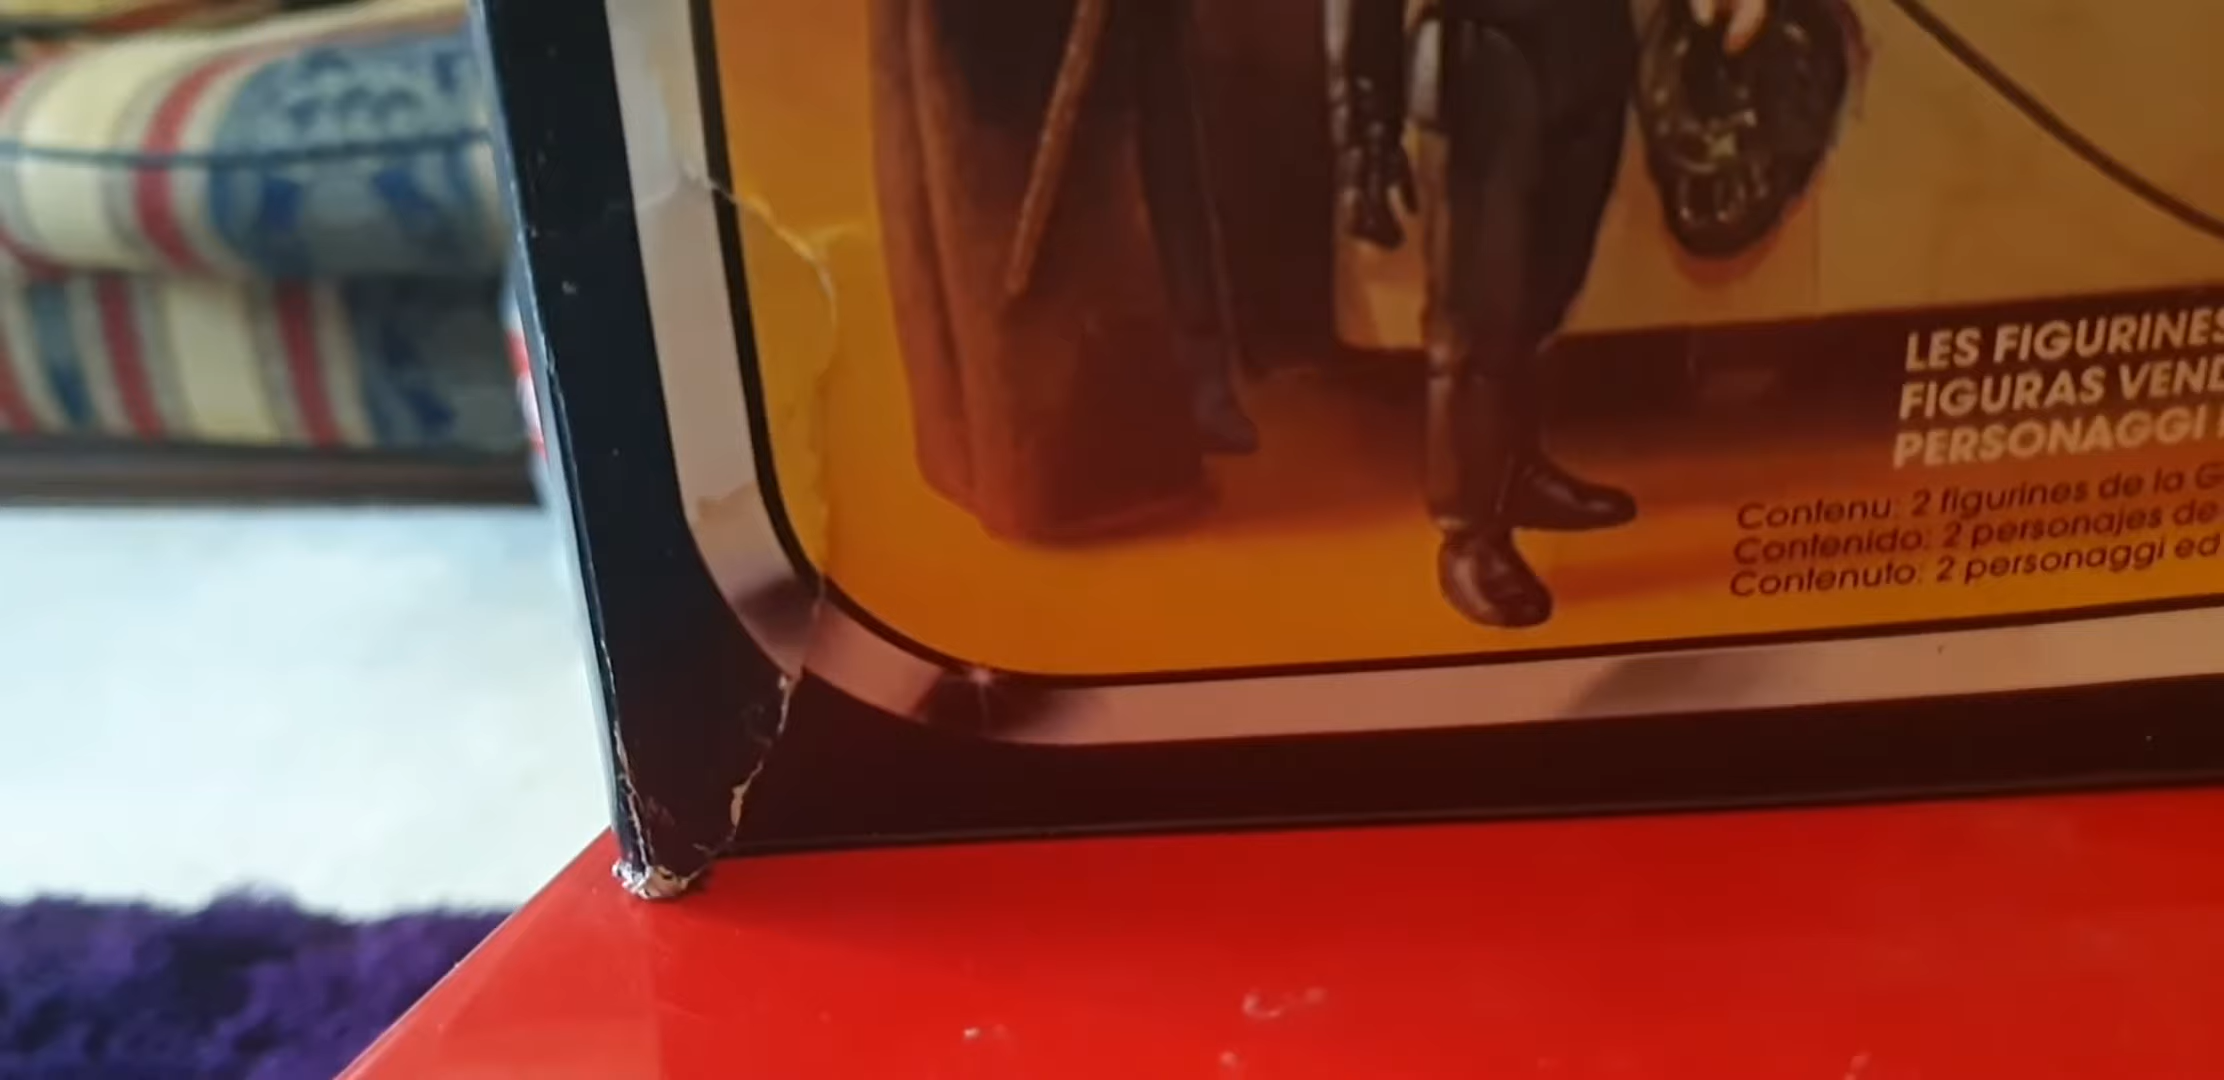 LES FIGURINES
FIGURAS VEND
PERSONAGGI
Contenu: 2 figurines de la G
Contenido: 2 personajes de
Contenuto: 2 personaggi ed